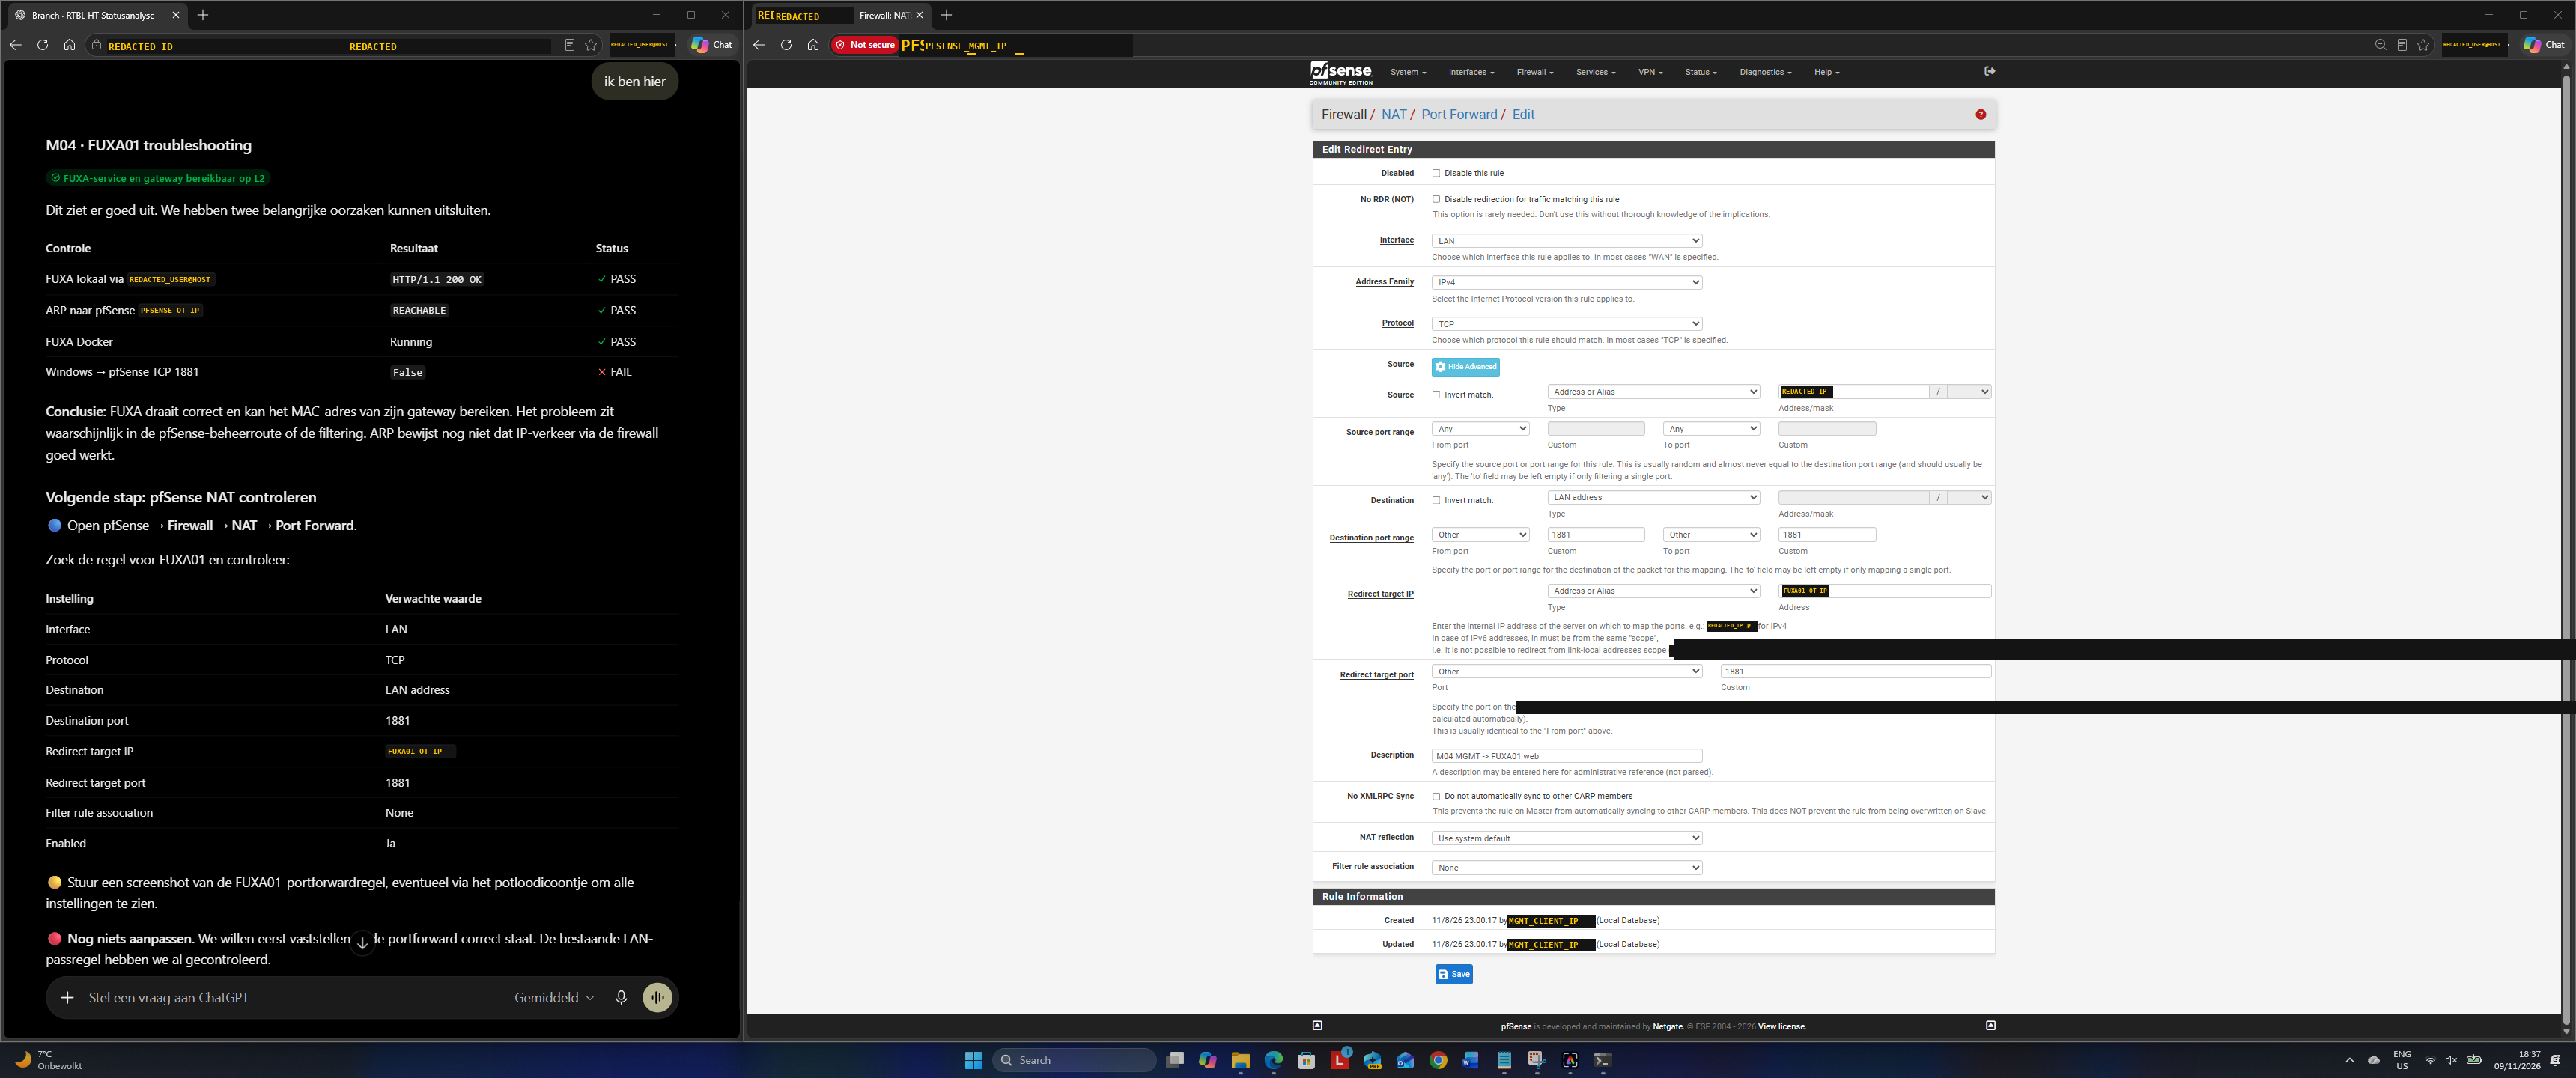 Branch · RTBL HT Statusanalyse
REDACTED_ID REDACTED
REDACTED_USER@HOST
Chat
ik ben hier
M04 · FUXA01 troubleshooting
FUXA-service en gateway bereikbaar op L2
Dit ziet er goed uit. We hebben twee belangrijke oorzaken kunnen uitsluiten.
Controle Resultaat Status
FUXA lokaal via REDACTED_USER@HOST HTTP/1.1 200 OK ✓ PASS
ARP naar pfSense PFSENSE_OT_IP REACHABLE ✓ PASS
FUXA Docker Running ✓ PASS
Windows → pfSense TCP 1881 False × FAIL
Conclusie: FUXA draait correct en kan het MAC-adres van zijn gateway bereiken. Het probleem zit
waarschijnlijk in de pfSense-beheerroute of de filtering. ARP bewijst nog niet dat IP-verkeer via de firewall
goed werkt.
Volgende stap: pfSense NAT controleren
Open pfSense → Firewall → NAT → Port Forward.
Zoek de regel voor FUXA01 en controleer:
Instelling Verwachte waarde
Interface LAN
Protocol TCP
Destination LAN address
Destination port 1881
Redirect target IP FUXA01_OT_IP
Redirect target port 1881
Filter rule association None
Enabled Ja
Stuur een screenshot van de FUXA01-portforwardregel, eventueel via het potloodicoontje om alle
instellingen te zien.
Nog niets aanpassen. We willen eerst vaststellen de portforward correct staat. De bestaande LAN-
passregel hebben we al gecontroleerd.
Stel een vraag aan ChatGPT Gemiddeld
REDACTED - Firewall: NAT:
Not secure PFSENSE_MGMT_IP
REDACTED_USER@HOST
Chat
pfsense
COMMUNITY EDITION
System Interfaces Firewall Services VPN Status Diagnostics Help
Firewall / NAT / Port Forward / Edit
Edit Redirect Entry
Disabled Disable this rule
No RDR (NOT) Disable redirection for traffic matching this rule
This option is rarely needed. Don't use this without thorough knowledge of the implications.
Interface LAN
Choose which interface this rule applies to. In most cases "WAN" is specified.
Address Family IPv4
Select the Internet Protocol version this rule applies to.
Protocol TCP
Choose which protocol this rule should match. In most cases "TCP" is specified.
Source Hide Advanced
Source Invert match. Address or Alias REDACTED_IP /
Type Address/mask
Source port range Any Any
From port Custom To port Custom
Specify the source port or port range for this rule. This is usually random and almost never equal to the destination port range (and should usually be
'any'). The 'to' field may be left empty if only filtering a single port.
Destination Invert match. LAN address /
Type Address/mask
Destination port range Other 1881 Other 1881
From port Custom To port Custom
Specify the port or port range for the destination of the packet for this mapping. The 'to' field may be left empty if only mapping a single port.
Redirect target IP Address or Alias FUXA01_OT_IP
Type Address
Enter the internal IP address of the server on which to map the ports. e.g.: REDACTED_IP for IPv4
In case of IPv6 addresses, in must be from the same "scope",
i.e. it is not possible to redirect from link-local addresses scope
Redirect target port Other 1881
Port Custom
Specify the port on the
calculated automatically).
This is usually identical to the "From port" above.
Description M04 MGMT -> FUXA01 web
A description may be entered here for administrative reference (not parsed).
No XMLRPC Sync Do not automatically sync to other CARP members
This prevents the rule on Master from automatically syncing to other CARP members. This does NOT prevent the rule from being overwritten on Slave.
NAT reflection Use system default
Filter rule association None
Rule Information
Created 11/8/26 23:00:17 by MGMT_CLIENT_IP (Local Database)
Updated 11/8/26 23:00:17 by MGMT_CLIENT_IP (Local Database)
Save
pfSense is developed and maintained by Netgate. © ESF 2004 - 2026 View license.
7°C
Onbewolkt
Search
ENG
US
18:37
09/11/2026